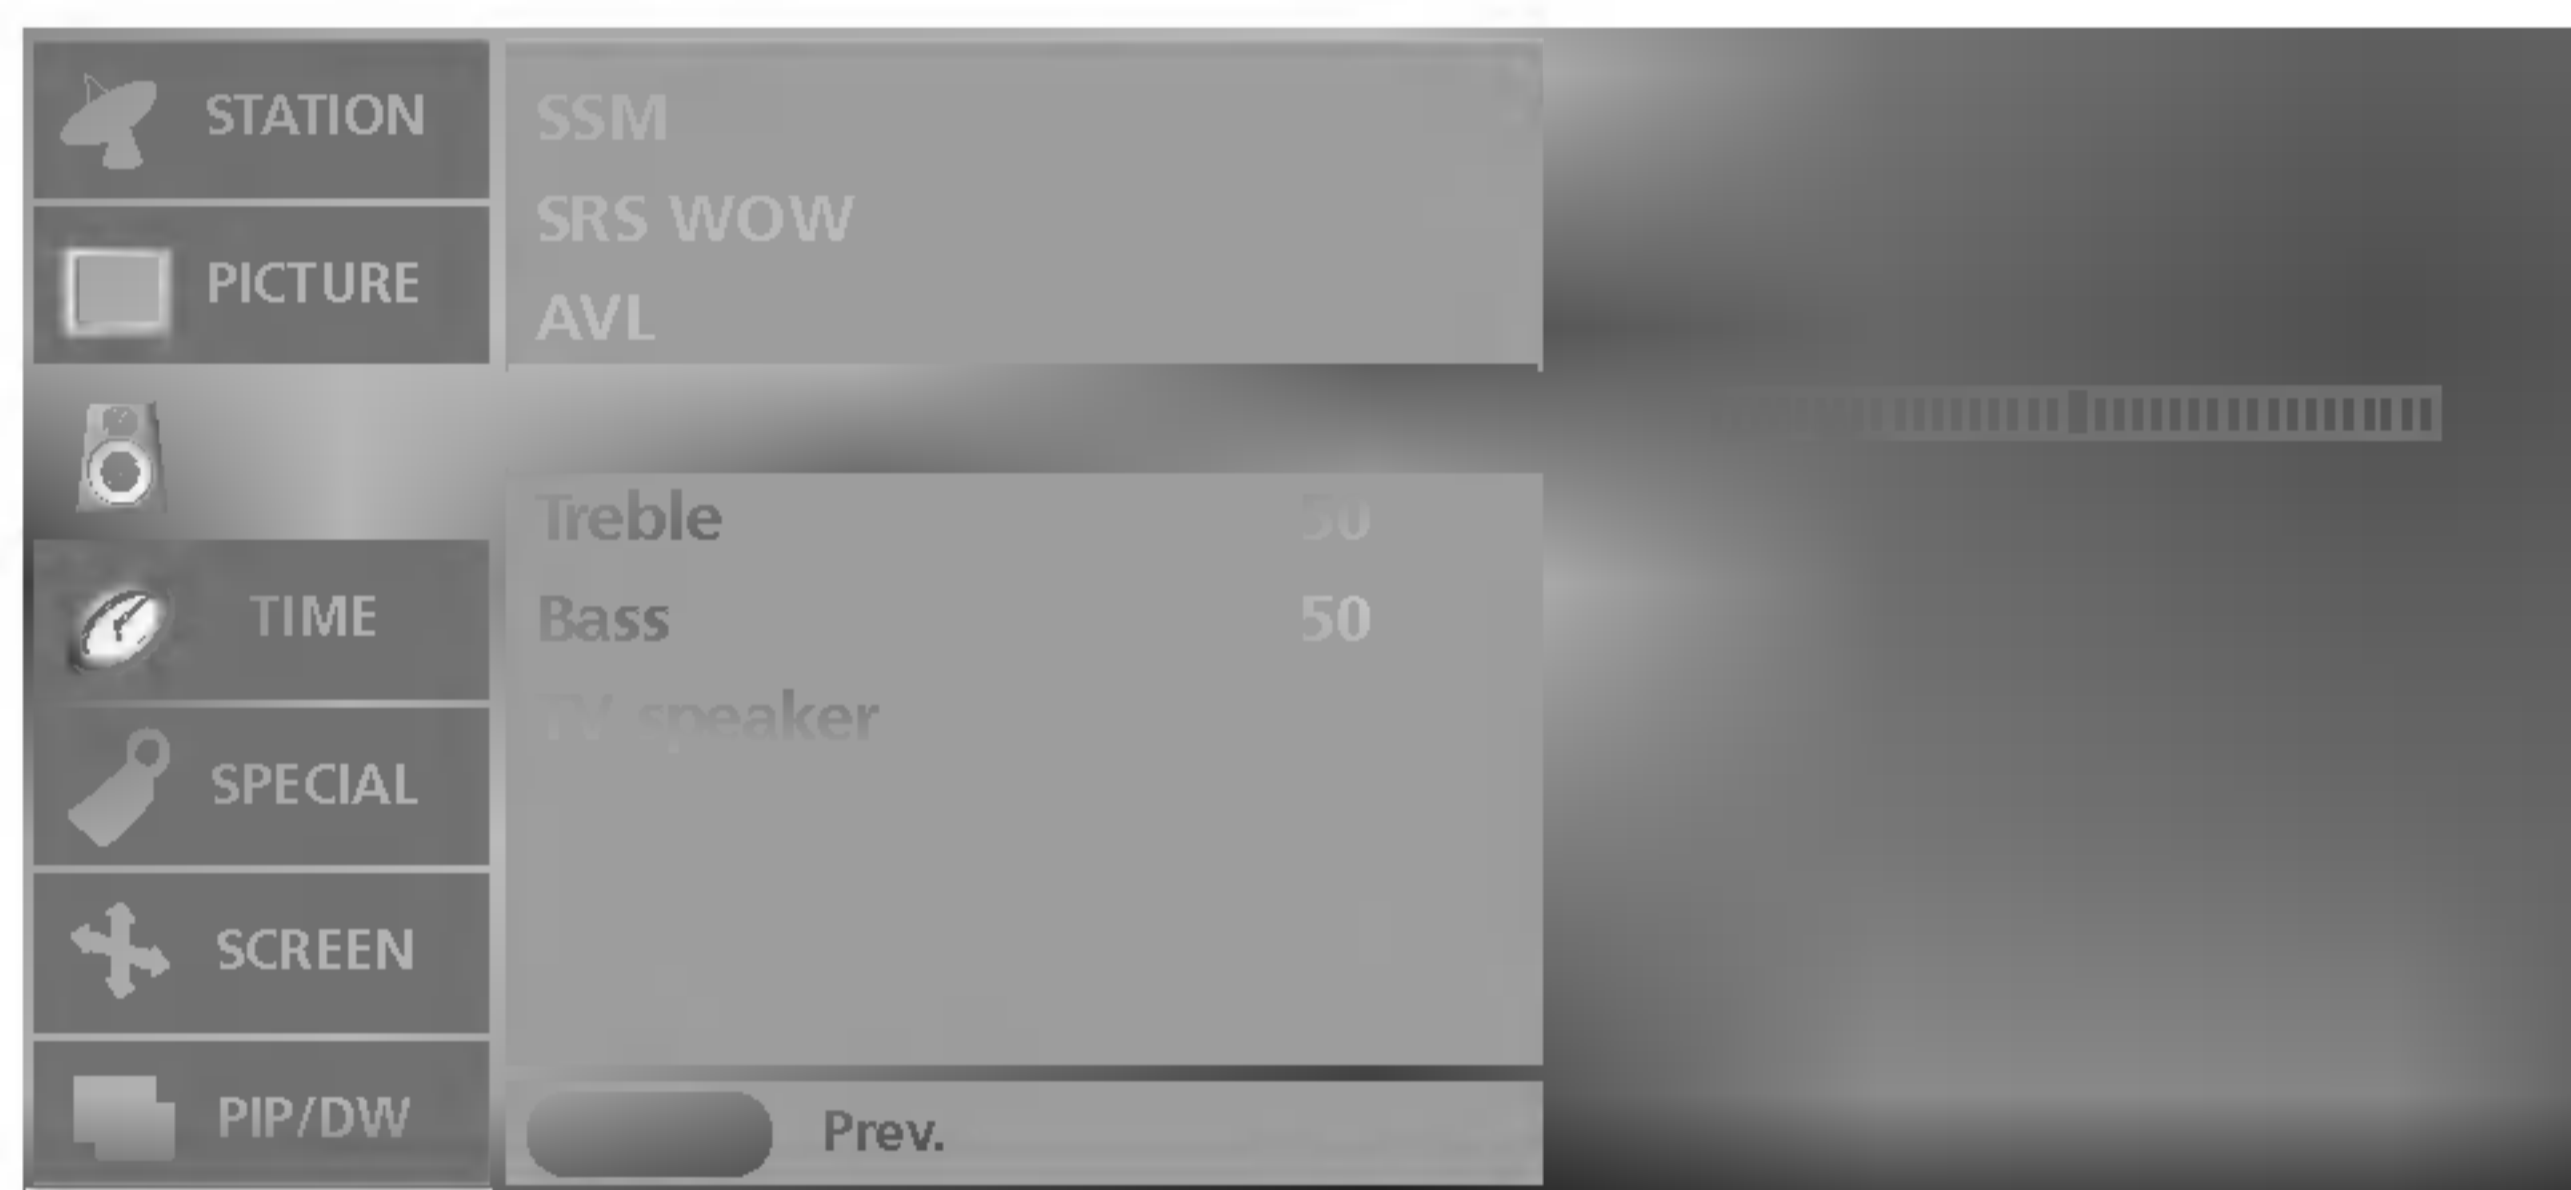 STATION
PICTURE
TIME
SPECIAL
SCREEN
PIP/DW
SSM
SRS WOW
AVL
Treble 50
Bass 50
TV speaker
Prev.